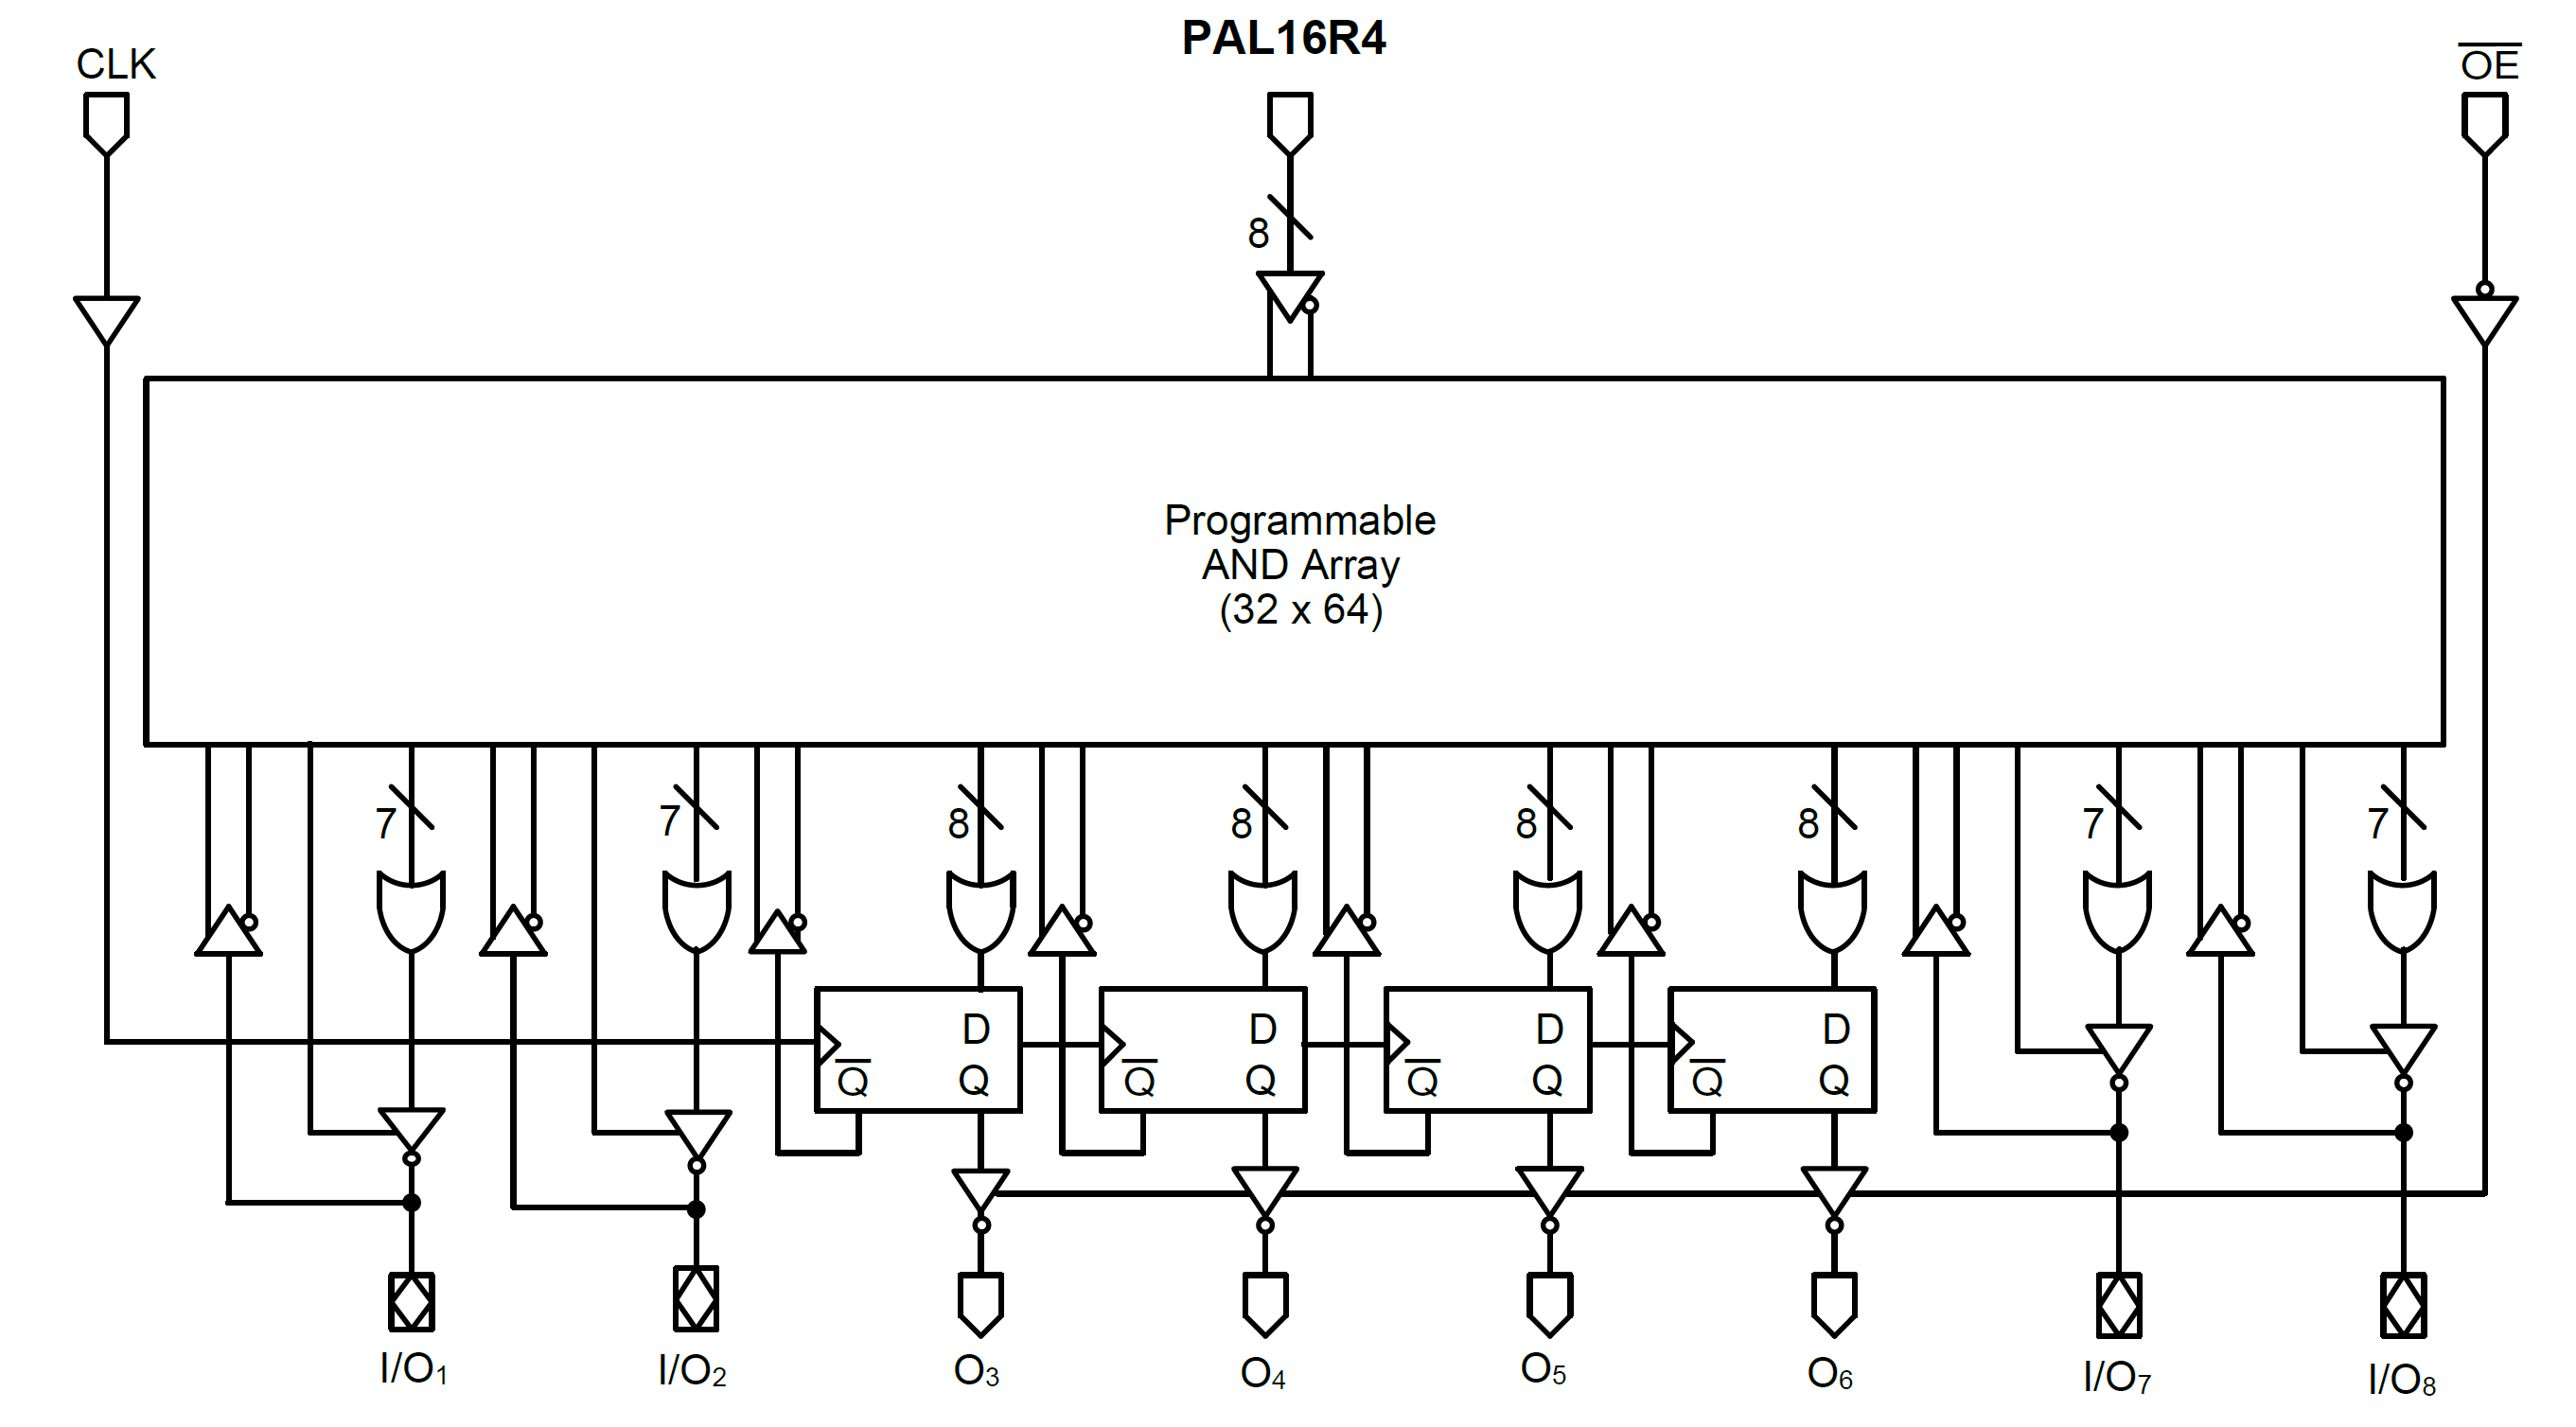 PAL16R4
CLK
O̅E̅
8
Programmable
AND Array
(32 x 64)
7 7 8 8 8 8 7 7
D D D D
Q̅ Q Q̅ Q Q̅ Q Q̅ Q
I/O₁ I/O₂ O₃ O₄ O₅ O₆ I/O₇ I/O₈